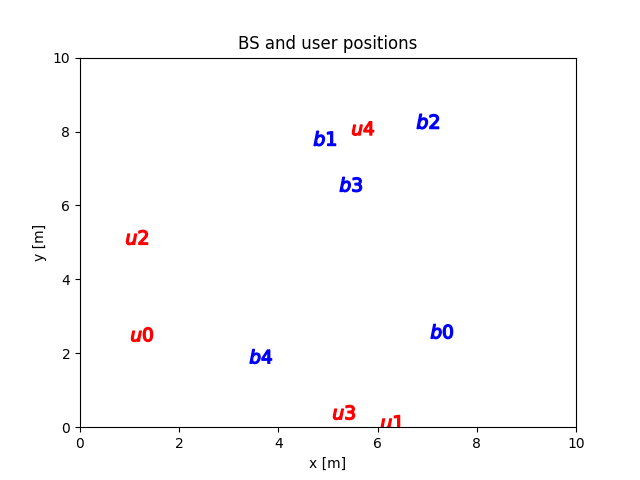 BS and user positions
10
8
6
4
2
0
y [m]
b1
u4
b2
b3
u2
u0
b4
b0
u3
u1
0 2 4 6 8 10
x [m]